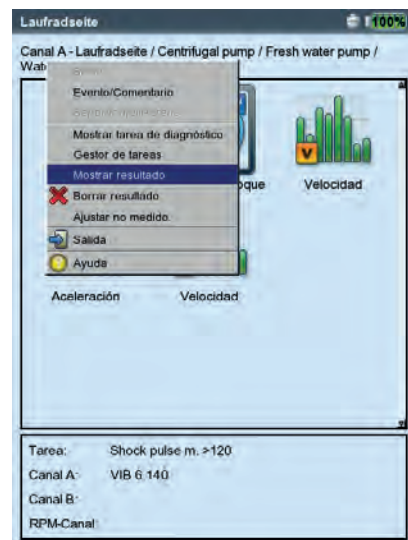 Laufradseite
100%
Canal A - Laufradseite / Centrifugal pump / Fresh water pump /
Evento/Comentario
Mostrar tarea de diagnóstico
Gestor de tareas
Mostrar resultado
Borrar resultado
Ajustar no medido
Salida
Ayuda
oque
V
Velocidad
Aceleración Velocidad
Tarea: Shock pulse m. >120
Canal A: VIB 6 140
Canal B:
RPM-Canal: